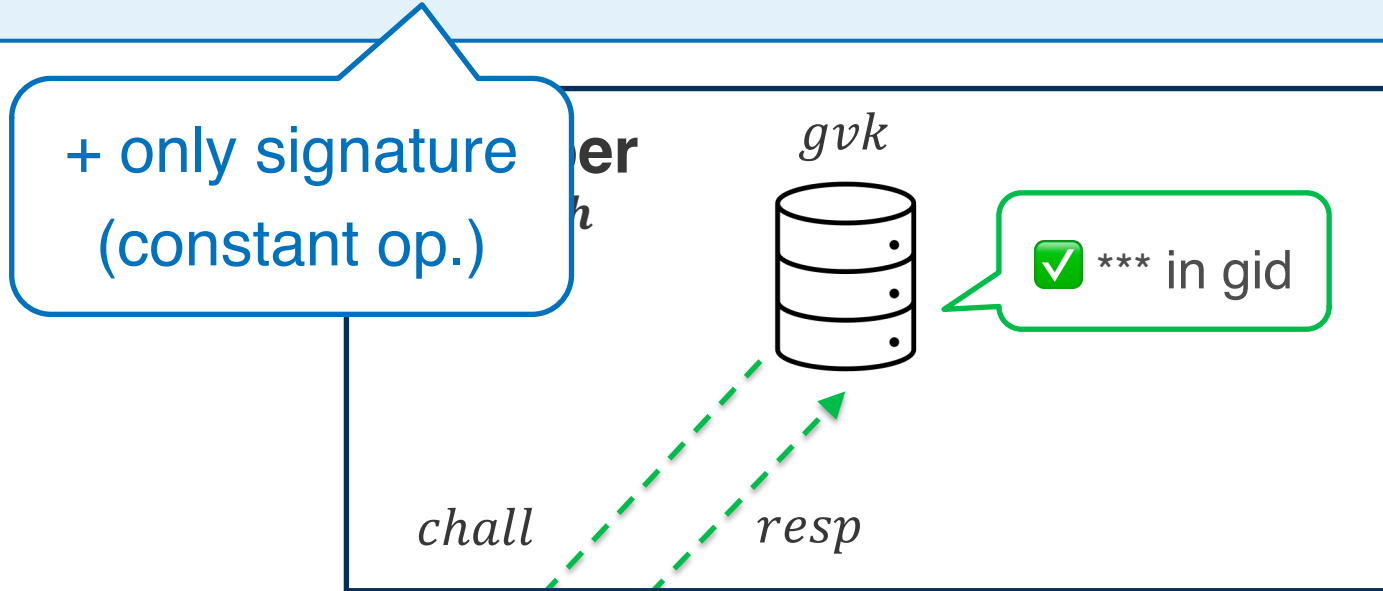 + only signature
(constant op.)
er
h
gvk
✅ *** in gid
chall
resp